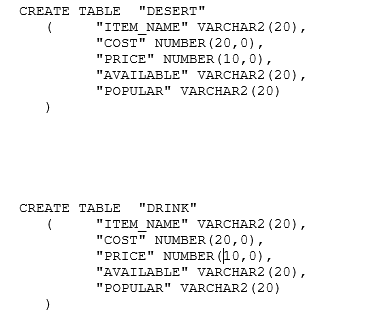 CREATE TABLE "DESERT"
( "ITEM_NAME" VARCHAR2(20),
"COST" NUMBER(20,0),
"PRICE" NUMBER(10,0),
"AVAILABLE" VARCHAR2(20),
"POPULAR" VARCHAR2(20)
)
CREATE TABLE "DRINK"
( "ITEM_NAME" VARCHAR2(20),
"COST" NUMBER(20,0),
"PRICE" NUMBER(10,0),
"AVAILABLE" VARCHAR2(20),
"POPULAR" VARCHAR2(20)
)